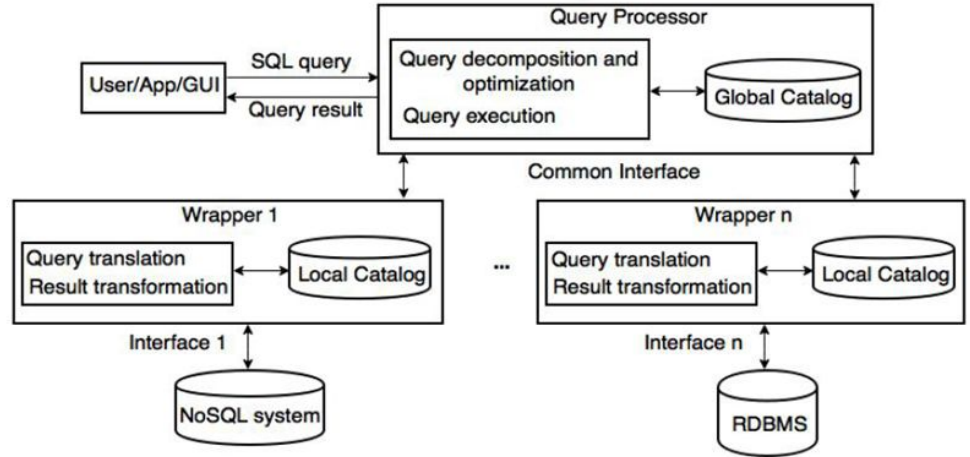 Query Processor
SQL query
User/App/GUI
Query result
Query decomposition and
optimization
Query execution
Global Catalog
Common Interface
Wrapper 1
Query translation
Result transformation
Local Catalog
...
Wrapper n
Query translation
Result transformation
Local Catalog
Interface 1
Interface n
NoSQL system
RDBMS